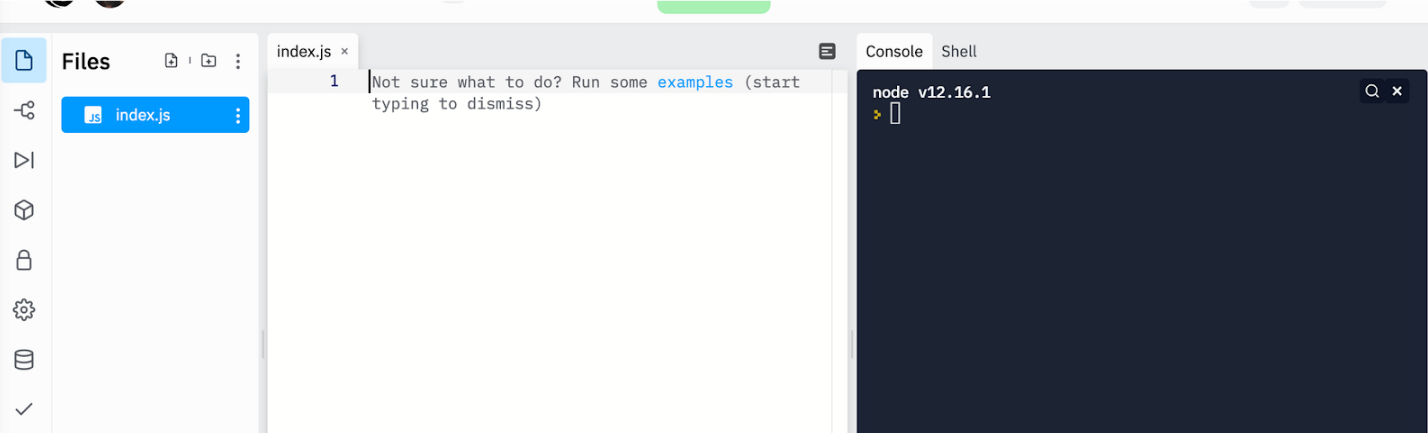 Files
index.js
index.js ×
1 Not sure what to do? Run some examples (start
typing to dismiss)
Console Shell
node v12.16.1